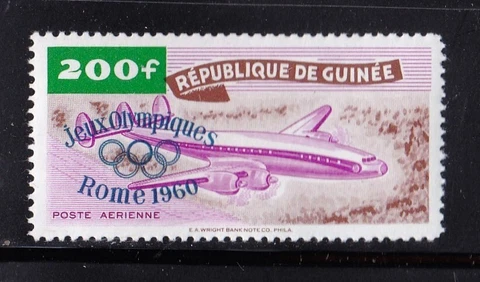 200F
RÉPUBLIQUE DE GUINÉE
Jeux Olympiques
Rome 1960
POSTE AERIENNE
E.A. WRIGHT BANK NOTE CO. PHILA.